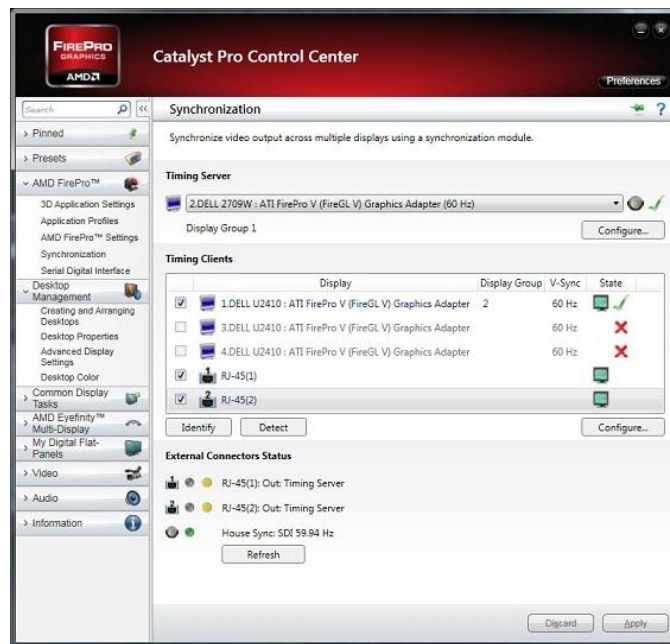 FIREPRO
GRAPHICS
AMD
Catalyst Pro Control Center
Preferences
Search
<<
Synchronization
?
> Pinned
Synchronize video output across multiple displays using a synchronization module.
> Presets
AMD FirePro™
3D Application Settings
Application Profiles
AMD FirePro™ Settings
Synchronization
Serial Digital Interface
Desktop
Management
Creating and Arranging
Desktops
Desktop Properties
Advanced Display
Settings
Desktop Color
> Common Display
Tasks
> AMD Eyefinity™
Multi-Display
> My Digital Flat-
Panels
> Video
> Audio
> Information
Timing Server
2.DELL 2709W : ATI FirePro V (FireGL V) Graphics Adapter (60 Hz)
Display Group 1
Configure...
Timing Clients
Display Display Group V-Sync State
1.DELL U2410 : ATI FirePro V (FireGL V) Graphics Adapter 2 60 Hz
3.DELL U2410 : ATI FirePro V (FireGL V) Graphics Adapter 60 Hz
4.DELL U2410 : ATI FirePro V (FireGL V) Graphics Adapter 60 Hz
1 RJ-45(1)
2 RJ-45(2)
Identify Detect Configure...
External Connectors Status
1 RJ-45(1): Out: Timing Server
2 RJ-45(2): Out: Timing Server
House Sync: SDI 59.94 Hz
Refresh
Discard Apply